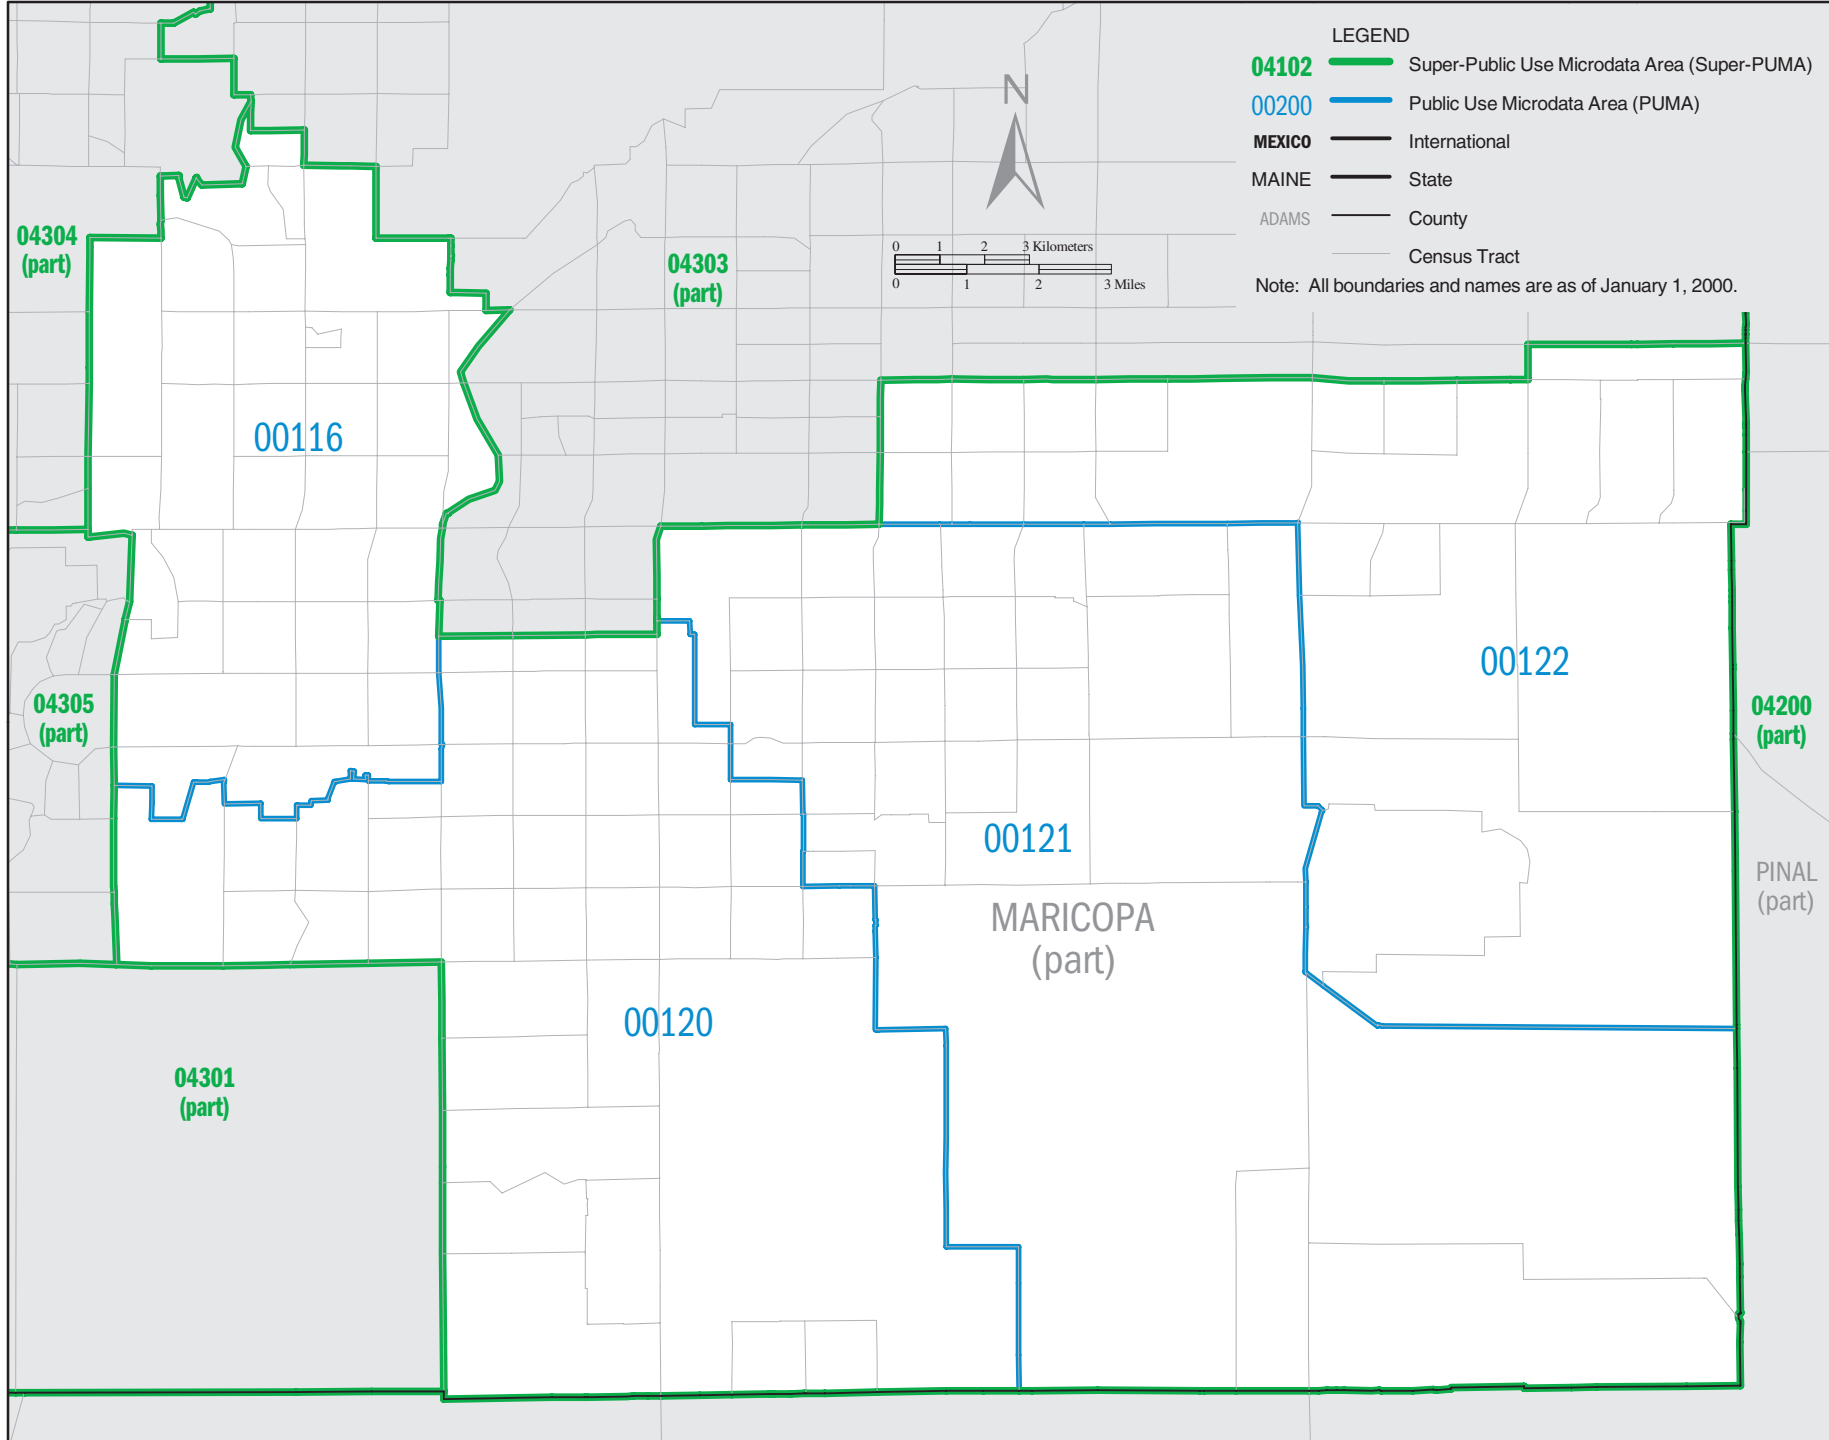 LEGEND
04102 Super-Public Use Microdata Area (Super-PUMA)
00200 Public Use Microdata Area (PUMA)
MEXICO International
MAINE State
ADAMS County
Census Tract
Note: All boundaries and names are as of January 1, 2000.
N
0 1 2 3 Kilometers
0 1 2 3 Miles
04304
(part)
04303
(part)
00116
00122
04305
(part)
04200
(part)
00121
PINAL
(part)
MARICOPA
(part)
00120
04301
(part)